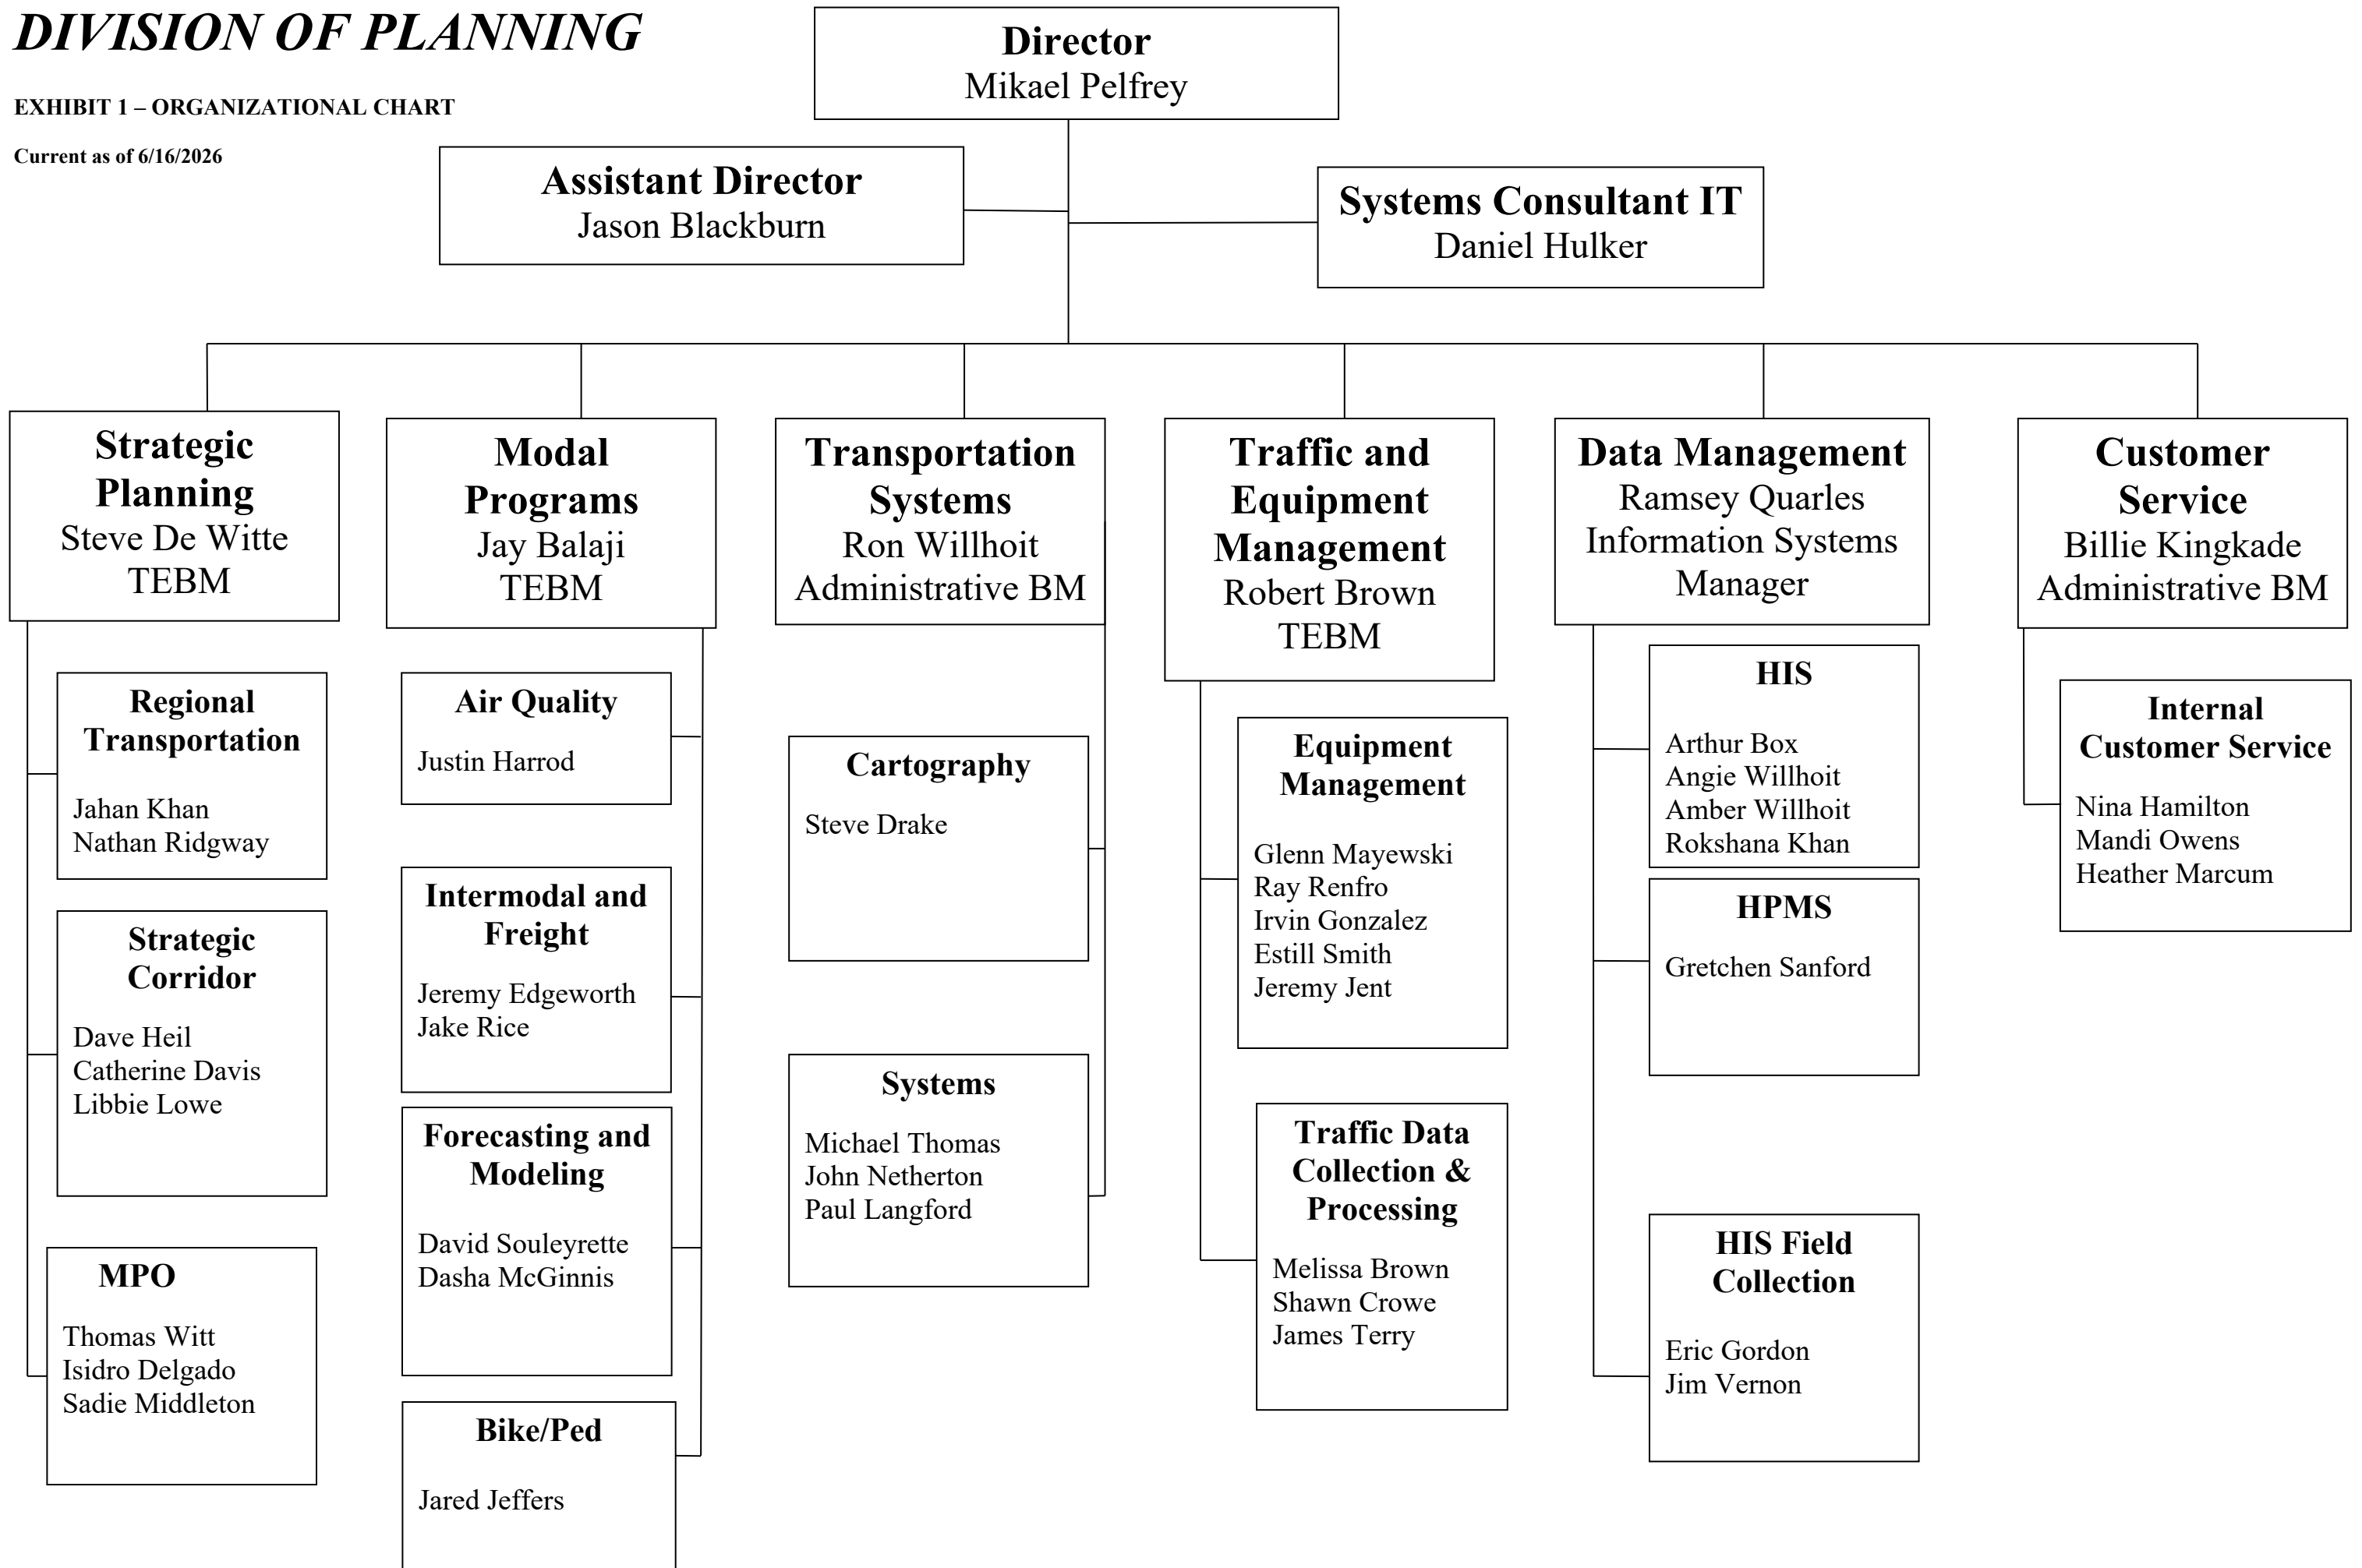 DIVISION OF PLANNING
EXHIBIT 1 – ORGANIZATIONAL CHART
Current as of 6/16/2026
Director
Mikael Pelfrey
Assistant Director
Jason Blackburn
Systems Consultant IT
Daniel Hulker
Strategic
Planning
Steve De Witte
TEBM
Regional
Transportation
Jahan Khan
Nathan Ridgway
Strategic
Corridor
Dave Heil
Catherine Davis
Libbie Lowe
MPO
Thomas Witt
Isidro Delgado
Sadie Middleton
Modal
Programs
Jay Balaji
TEBM
Air Quality
Justin Harrod
Intermodal and
Freight
Jeremy Edgeworth
Jake Rice
Forecasting and
Modeling
David Souleyrette
Dasha McGinnis
Bike/Ped
Jared Jeffers
Transportation
Systems
Ron Willhoit
Administrative BM
Cartography
Steve Drake
Systems
Michael Thomas
John Netherton
Paul Langford
Traffic and
Equipment
Management
Robert Brown
TEBM
Equipment
Management
Glenn Mayewski
Ray Renfro
Irvin Gonzalez
Estill Smith
Jeremy Jent
Traffic Data
Collection &
Processing
Melissa Brown
Shawn Crowe
James Terry
Data Management
Ramsey Quarles
Information Systems
Manager
HIS
Arthur Box
Angie Willhoit
Amber Willhoit
Rokshana Khan
HPMS
Gretchen Sanford
HIS Field
Collection
Eric Gordon
Jim Vernon
Customer
Service
Billie Kingkade
Administrative BM
Internal
Customer Service
Nina Hamilton
Mandi Owens
Heather Marcum